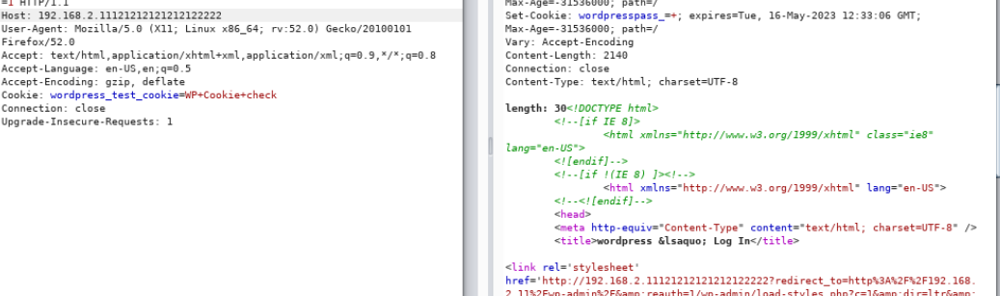 =1 HTTP/1.1
Host: 192.168.2.11121212121212122222
User-Agent: Mozilla/5.0 (X11; Linux x86_64; rv:52.0) Gecko/20100101
Firefox/52.0
Accept: text/html,application/xhtml+xml,application/xml;q=0.9,*/*;q=0.8
Accept-Language: en-US,en;q=0.5
Accept-Encoding: gzip, deflate
Cookie: wordpress_test_cookie=WP+Cookie+check
Connection: close
Upgrade-Insecure-Requests: 1
Max-Age=-31536000; path=/
Set-Cookie: wordpresspass_=+; expires=Tue, 16-May-2023 12:33:06 GMT;
Max-Age=-31536000; path=/
Vary: Accept-Encoding
Content-Length: 2140
Connection: close
Content-Type: text/html; charset=UTF-8
length: 30<!DOCTYPE html>
<!--[if IE 8]>
<html xmlns="http://www.w3.org/1999/xhtml" class="ie8"
lang="en-US">
<![endif]-->
<!--[if !(IE 8) ]><!-->
<html xmlns="http://www.w3.org/1999/xhtml" lang="en-US">
<!--<![endif]-->
<head>
<meta http-equiv="Content-Type" content="text/html; charset=UTF-8" />
<title>wordpress &lsaquo; Log In</title>
<link rel='stylesheet'
href='http://192.168.2.11121212121212122222?redirect_to=http%3A%2F%2F192.168.
2.11%2Fwp-admin%2F&amp;reauth=1/wp-admin/load-styles.php?c=1&amp;dir=ltr&amp;